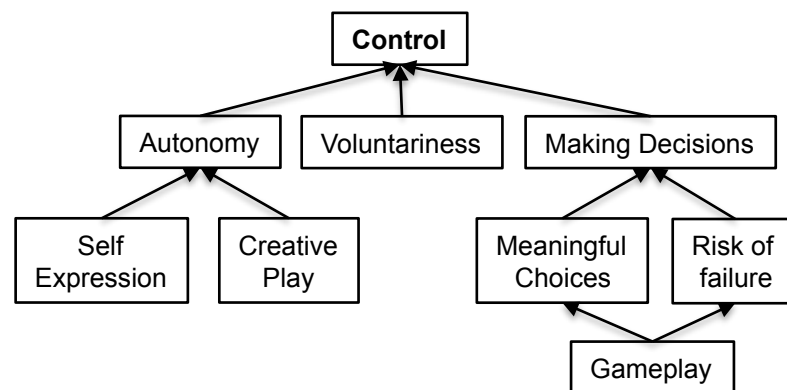 Control
Autonomy
Voluntariness
Making Decisions
Self
Expression
Creative
Play
Meaningful
Choices
Risk of
failure
Gameplay